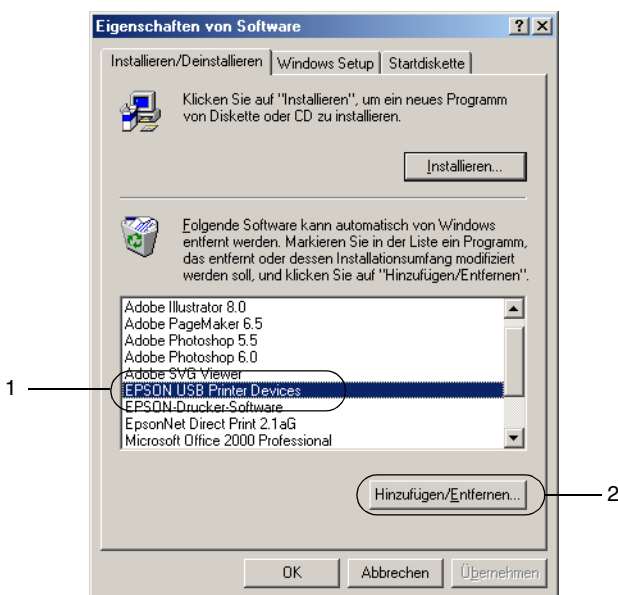 Eigenschaften von Software
Installieren/Deinstallieren Windows Setup Startdiskette
Klicken Sie auf "Installieren", um ein neues Programm
von Diskette oder CD zu installieren.
Installieren...
Folgende Software kann automatisch von Windows
entfernt werden. Markieren Sie in der Liste ein Programm,
das entfernt oder dessen Installationsumfang modifiziert
werden soll, und klicken Sie auf "Hinzufügen/Entfernen".
Adobe Illustrator 8.0
Adobe PageMaker 6.5
Adobe Photoshop 5.5
Adobe Photoshop 6.0
Adobe SVG Viewer
1
EPSON USB Printer Devices
EPSON-Drucker-Software
EpsonNet Direct Print 2.1aG
Microsoft Office 2000 Professional
Hinzufügen/Entfernen...
2
OK Abbrechen Übernehmen